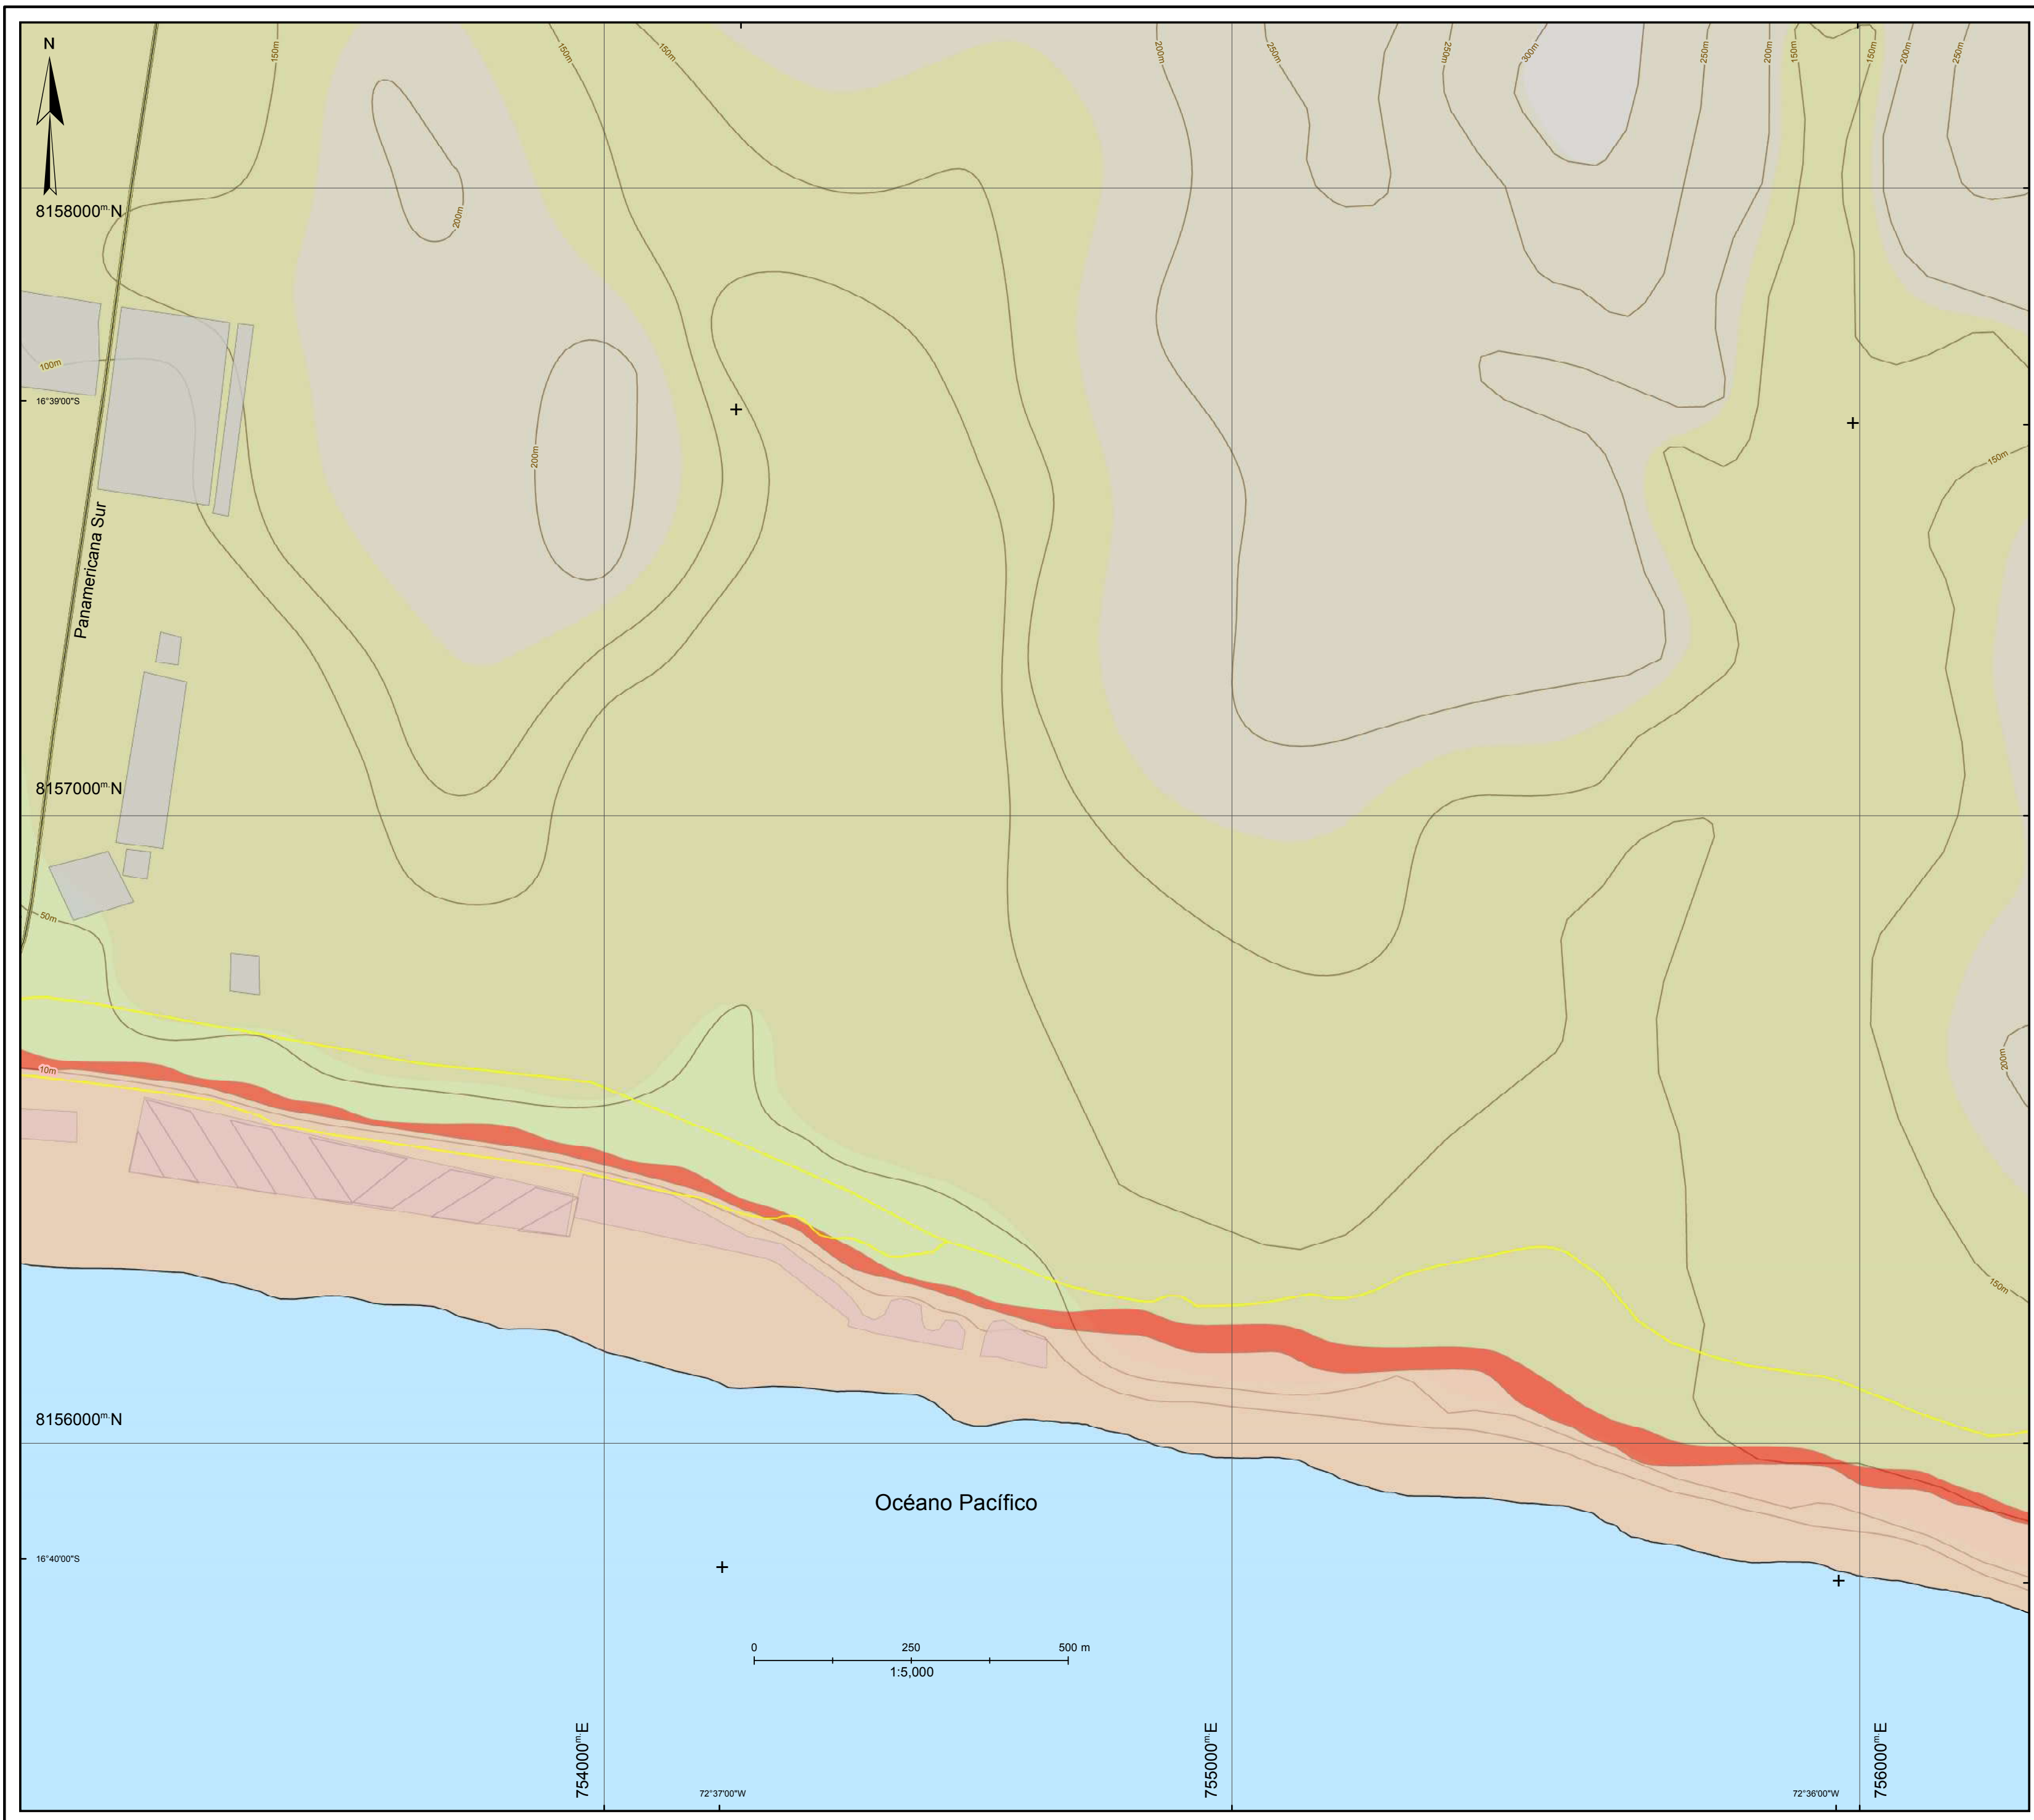 N
150m
150m
150m
200m
250m
250m
300m
250m
200m
150m
150m
200m
250m
8158000m.N
200m
100m
16°39'00"S
200m
150m
Panamericana Sur
8157000m.N
50m
200m
10m
150m
8156000m.N
Océano Pacífico
16°40'00"S
0 250 500 m
1:5,000
754000m.E
755000m.E
756000m.E
72°37'00"W
72°36'00"W